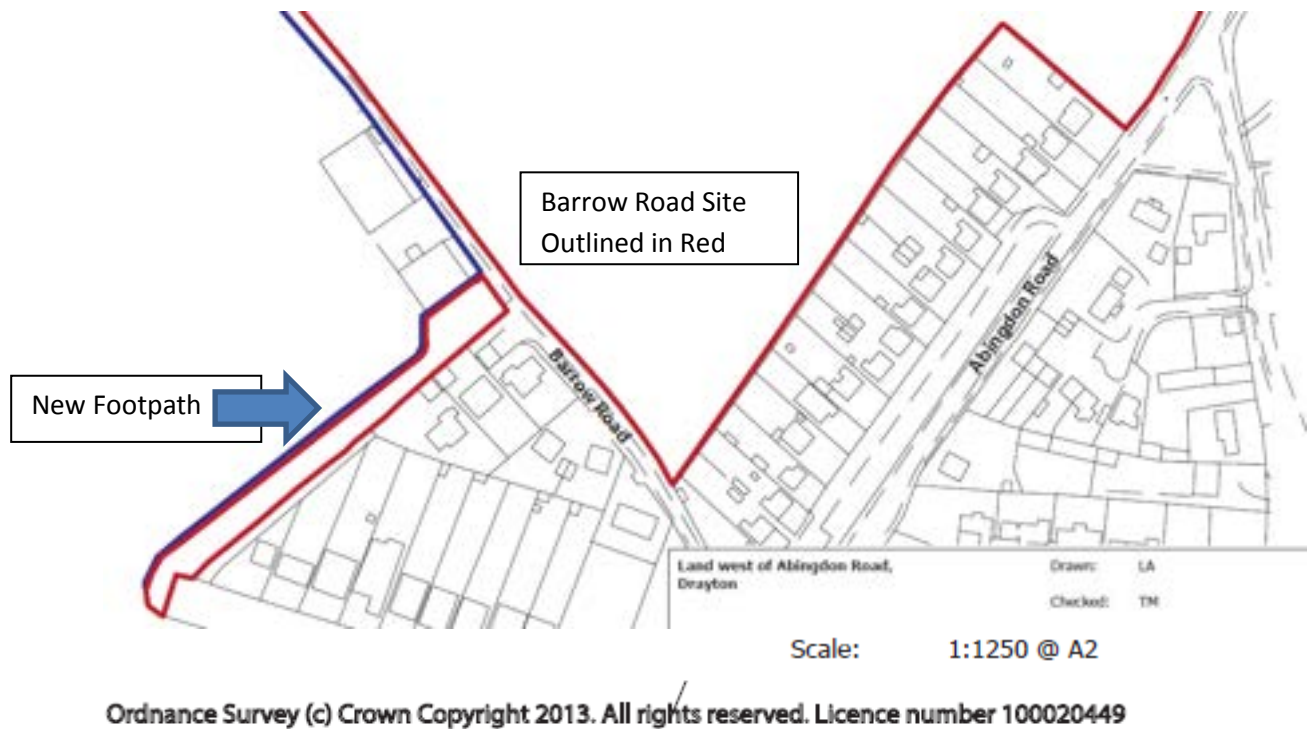 Barrow Road Site
Outlined in Red
Abingdon Road
Barrow Road
New Footpath
Land west of Abingdon Road,
Drayton
Drawn: LA
Checked: TM
Scale: 1:1250 @ A2
Ordnance Survey (c) Crown Copyright 2013. All rights reserved. Licence number 100020449